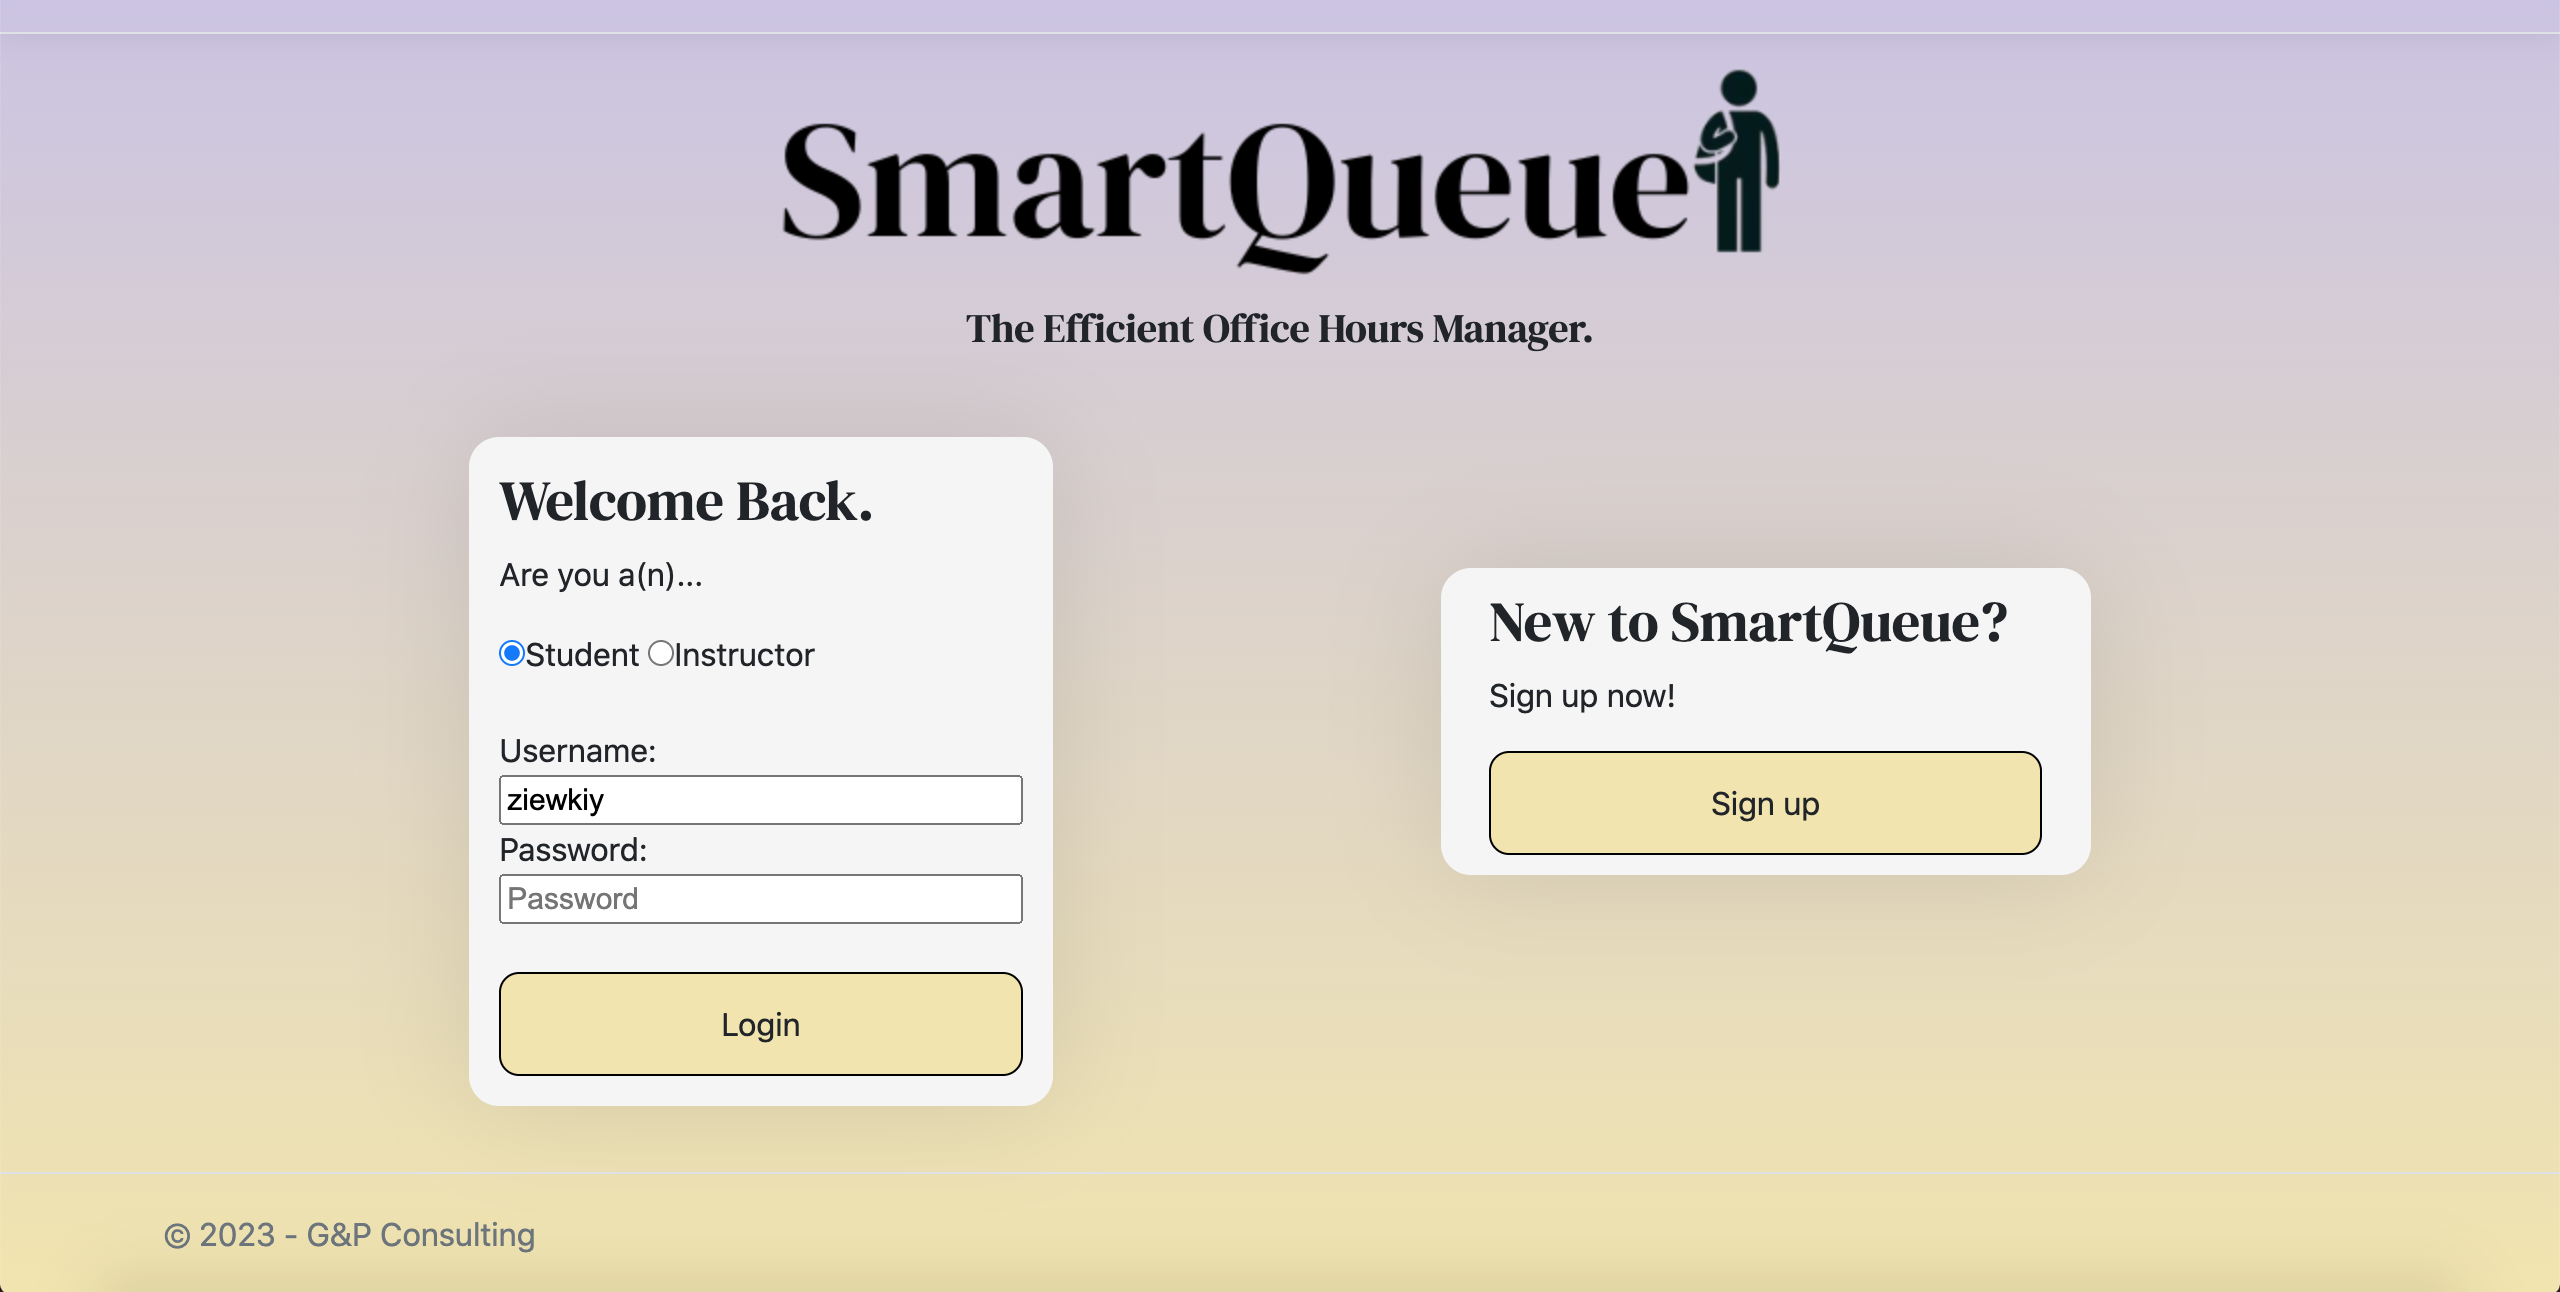 SmartQueue
The Efficient Office Hours Manager.
Welcome Back.
Are you a(n)...
Student Instructor
Username:
ziewkiy
Password:
Password
Login
New to SmartQueue?
Sign up now!
Sign up
© 2023 - G&P Consulting